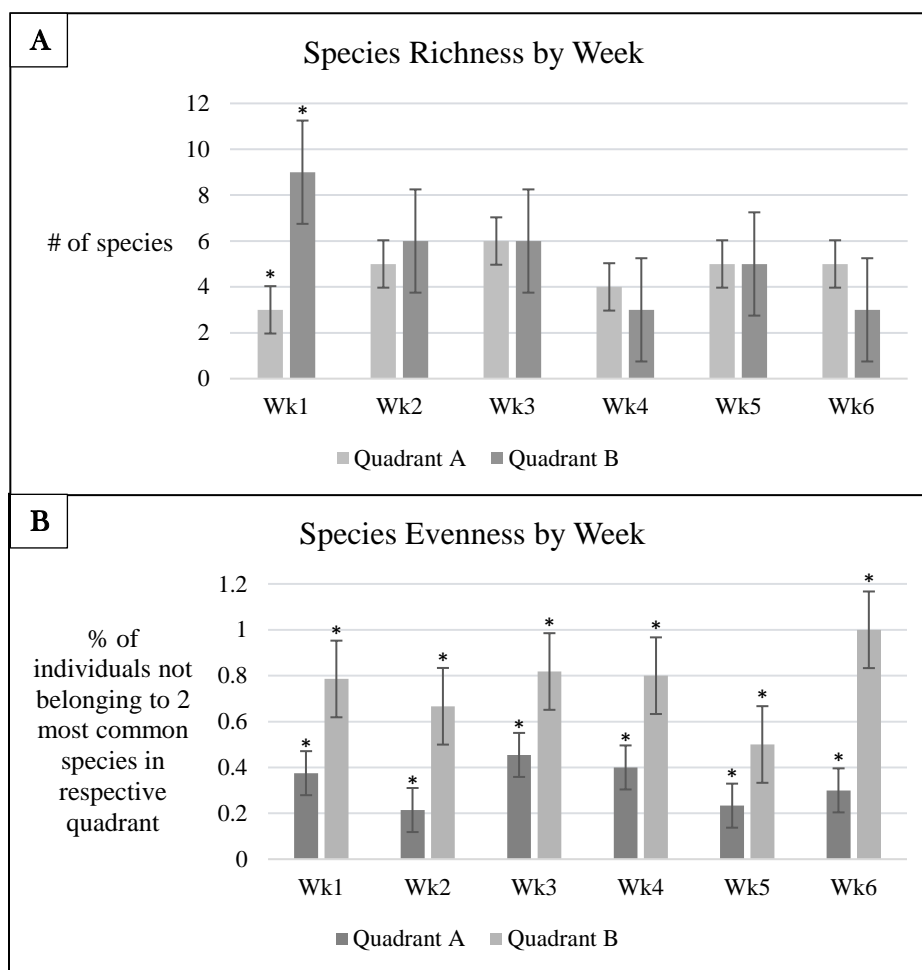 A
Species Richness by Week
12
10
8
6
4
2
0
# of species
*
*
Wk1 Wk2 Wk3 Wk4 Wk5 Wk6
Quadrant A Quadrant B
B
Species Evenness by Week
1.2
1
0.8
0.6
0.4
0.2
0
% of
individuals not
belonging to 2
most common
species in
respective
quadrant
* * * * * * * * * * * *
Wk1 Wk2 Wk3 Wk4 Wk5 Wk6
Quadrant A Quadrant B